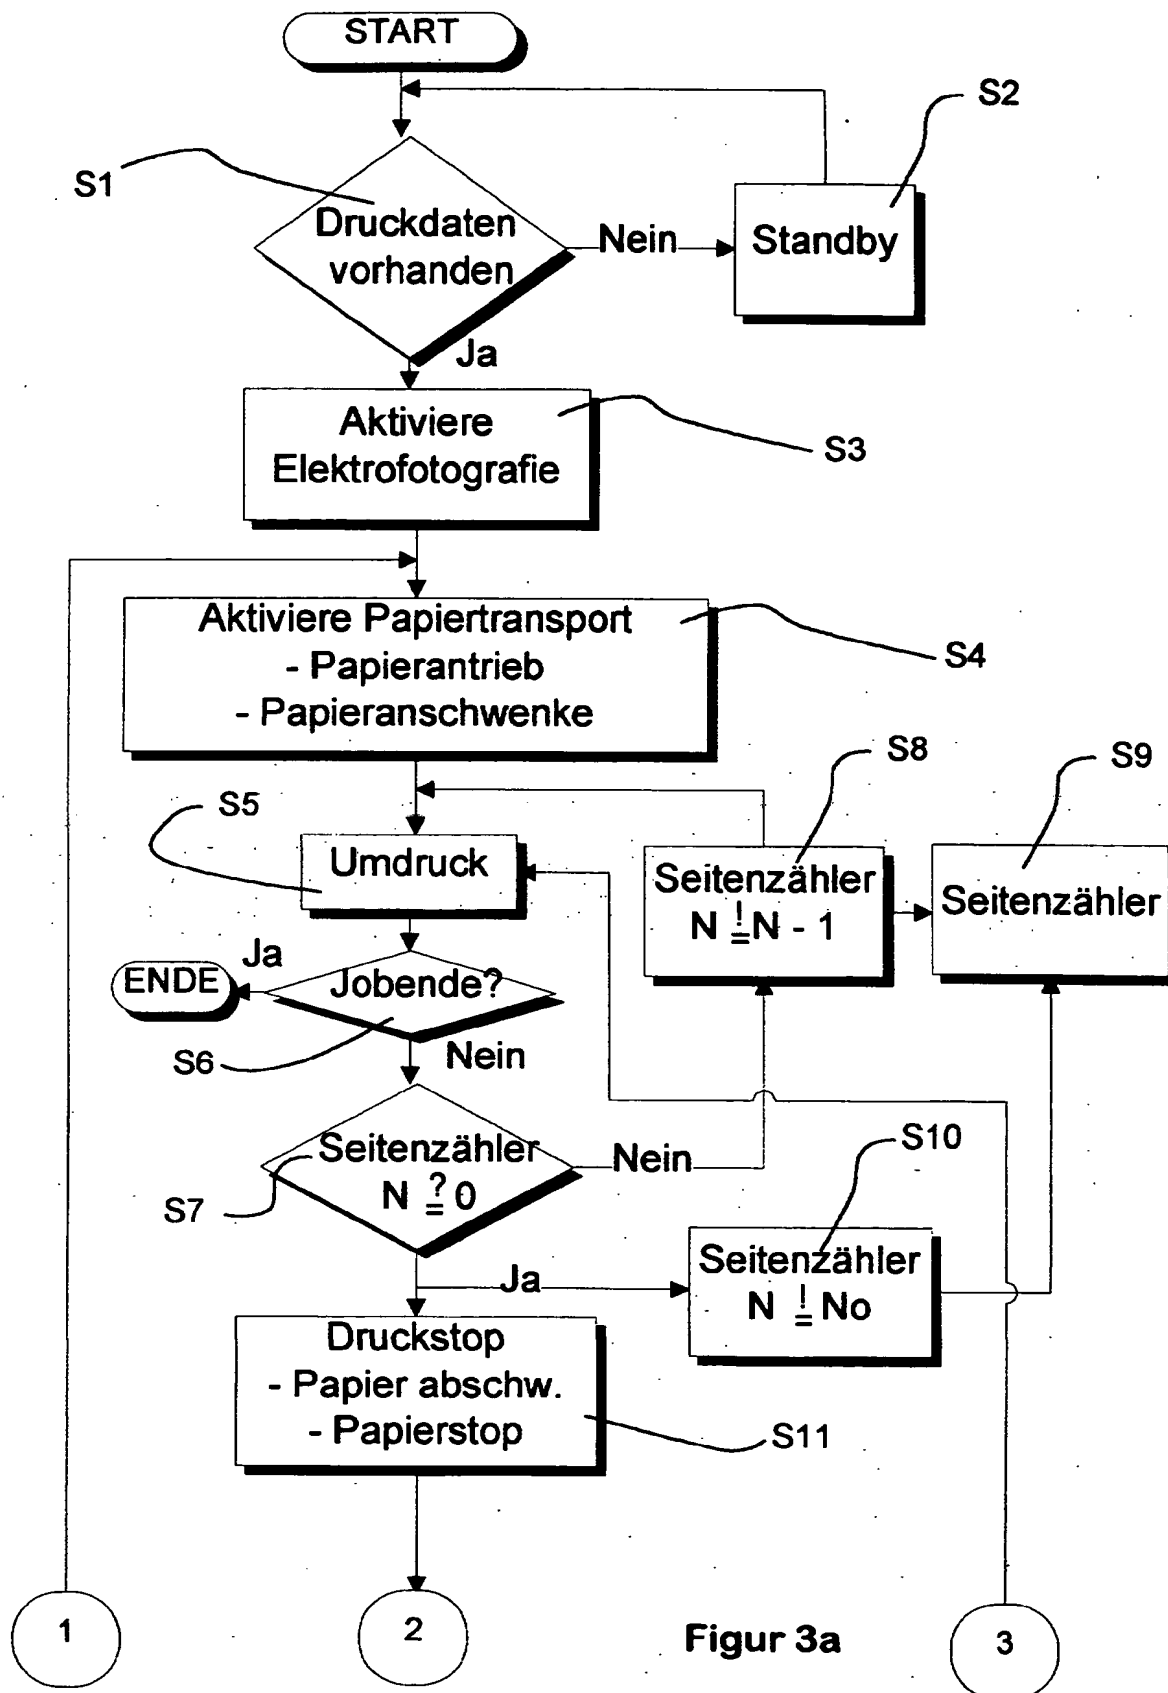 START
S2
S1
Druckdaten
vorhanden
Nein
Standby
Ja
Aktiviere
Elektrofotografie
S3
Aktiviere Papiertransport
- Papierantrieb
- Papieranschwenke
S4
S8
S9
S5
Umdruck
Seitenzähler
N != N - 1
Seitenzähler
Ja
ENDE
Jobende?
S6
Nein
Seitenzähler
N ?= 0
Nein
S7
S10
Seitenzähler
N != No
Ja
Druckstop
- Papier abschw.
- Papierstop
S11
1
2
Figur 3a
3